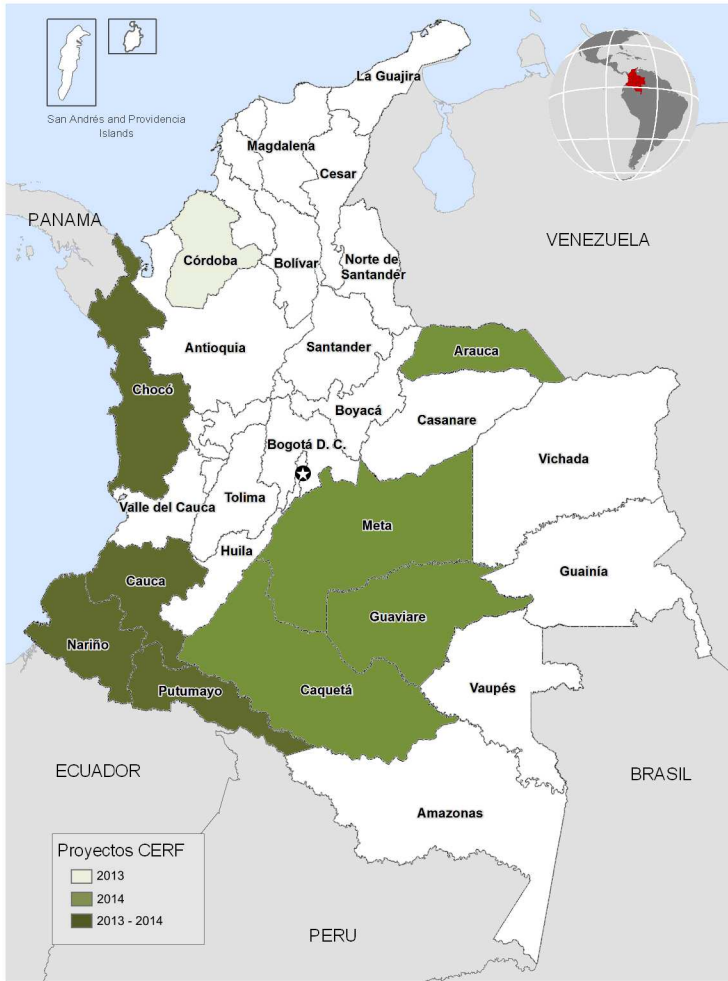 San Andrés and Providencia
Islands
La Guajira
Magdalena
Cesar
PANAMA
VENEZUELA
Córdoba
Bolívar
Norte de
Santander
Antioquia
Santander
Arauca
Chocó
Boyacá
Casanare
Bogotá D. C.
Vichada
Valle del Cauca
Tolima
Meta
Huila
Guainía
Cauca
Guaviare
Nariño
Putumayo
Caquetá
Vaupés
ECUADOR
BRASIL
Amazonas
Proyectos CERF
2013
2014
2013 - 2014
PERU